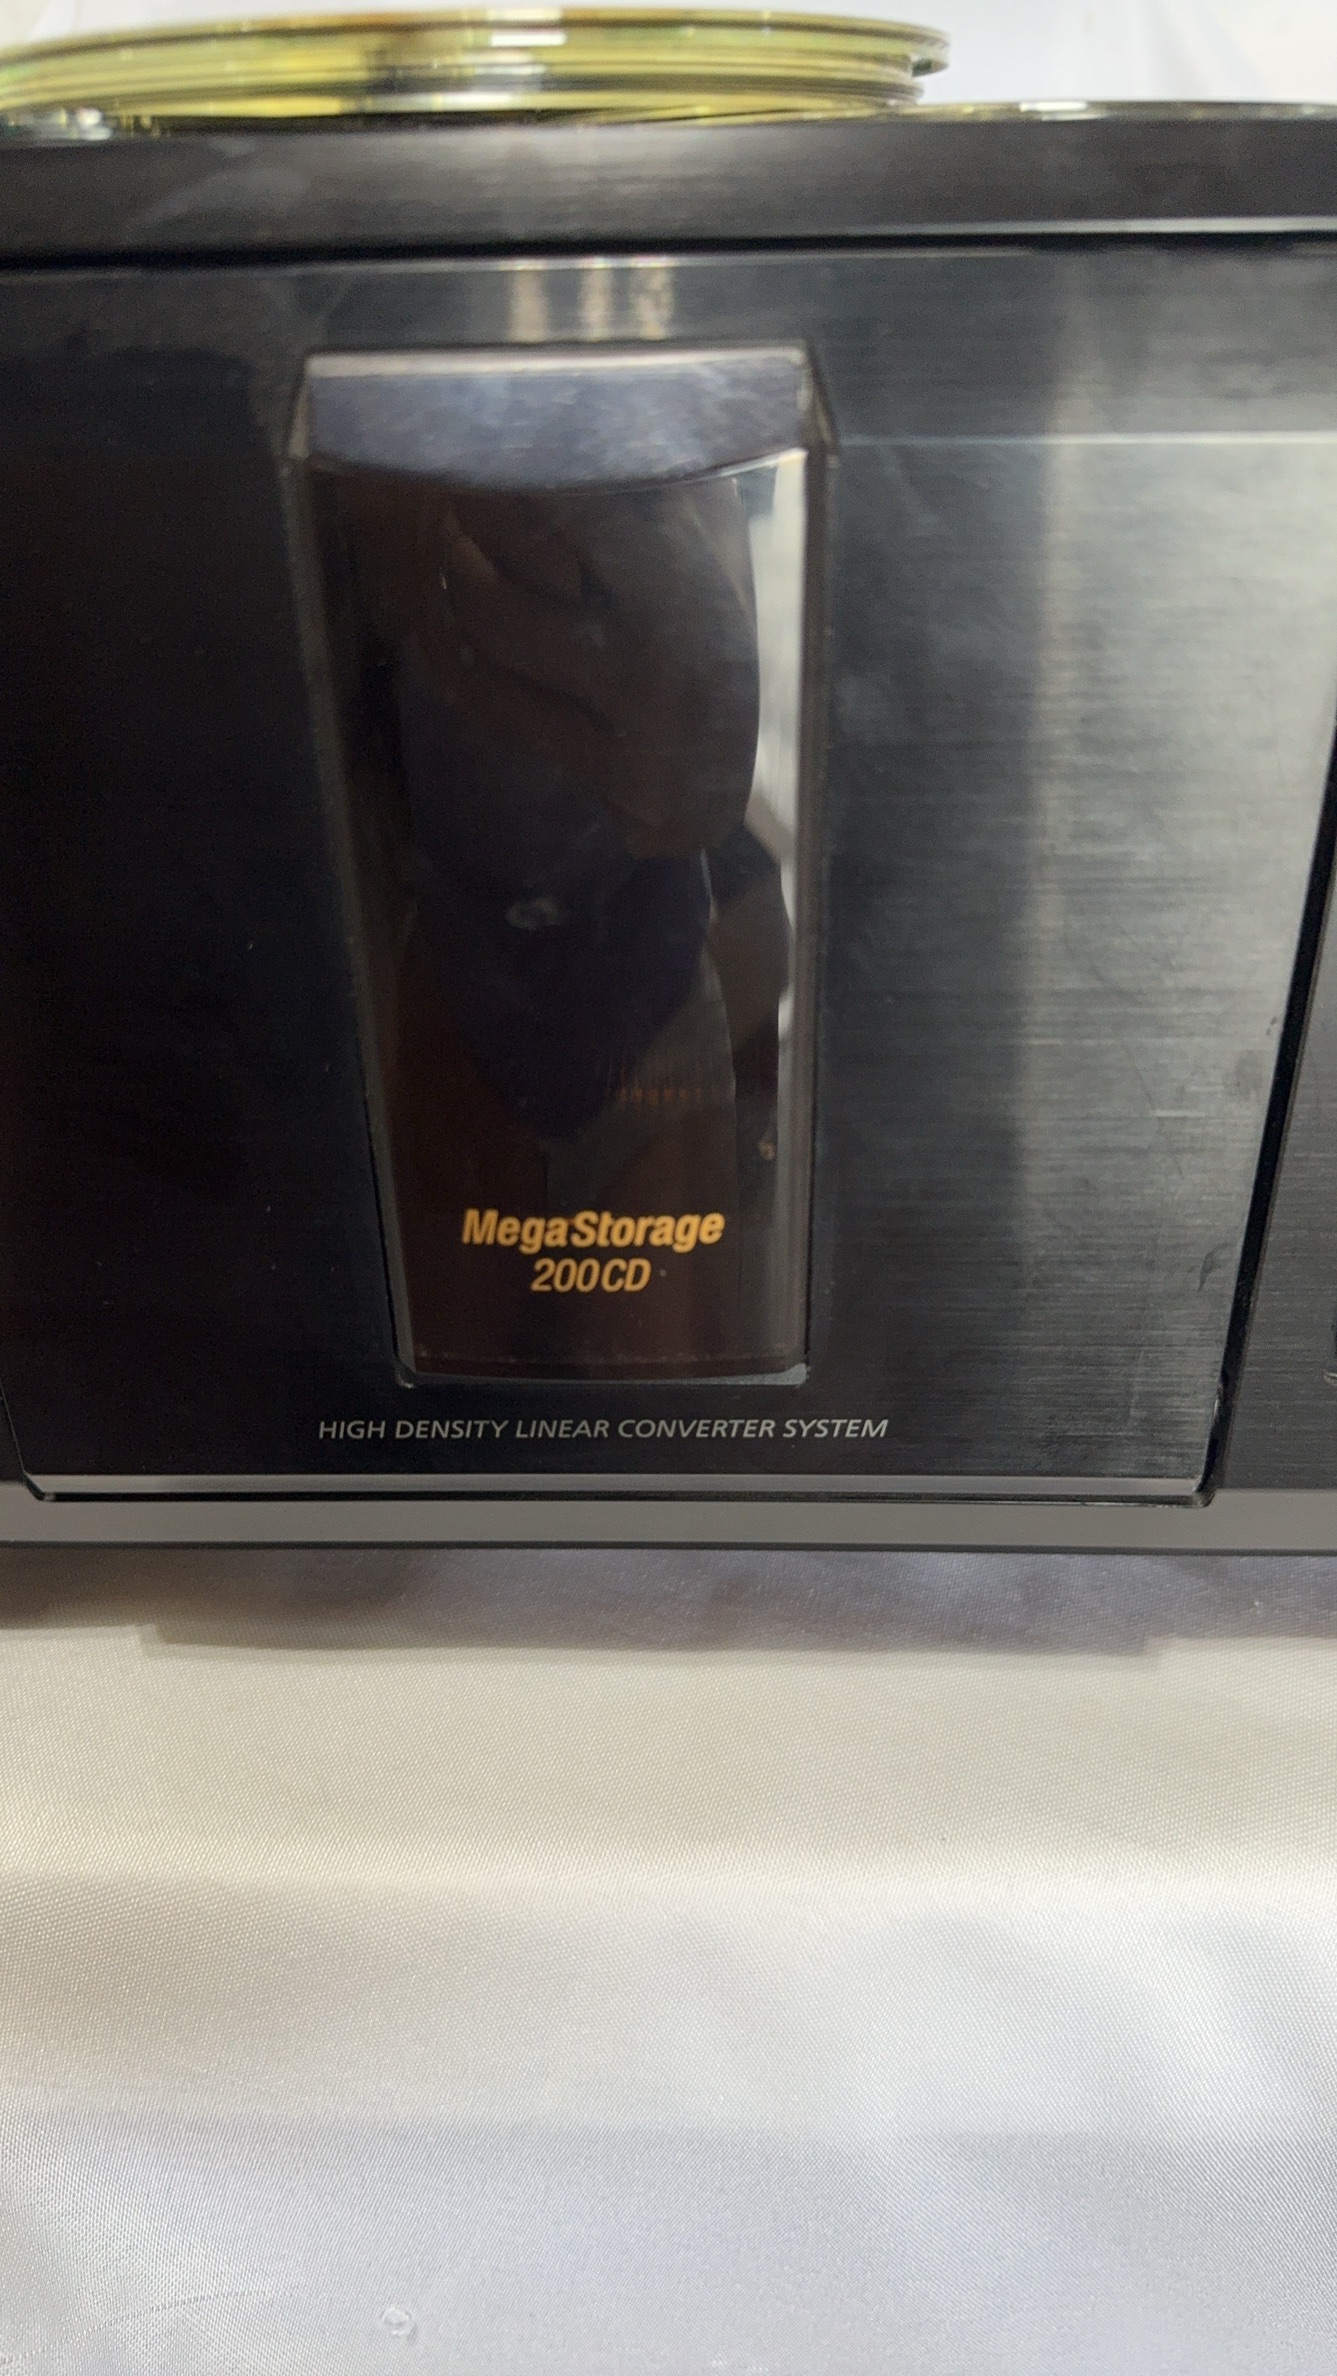 MegaStorage
200CD
HIGH DENSITY LINEAR CONVERTER SYSTEM